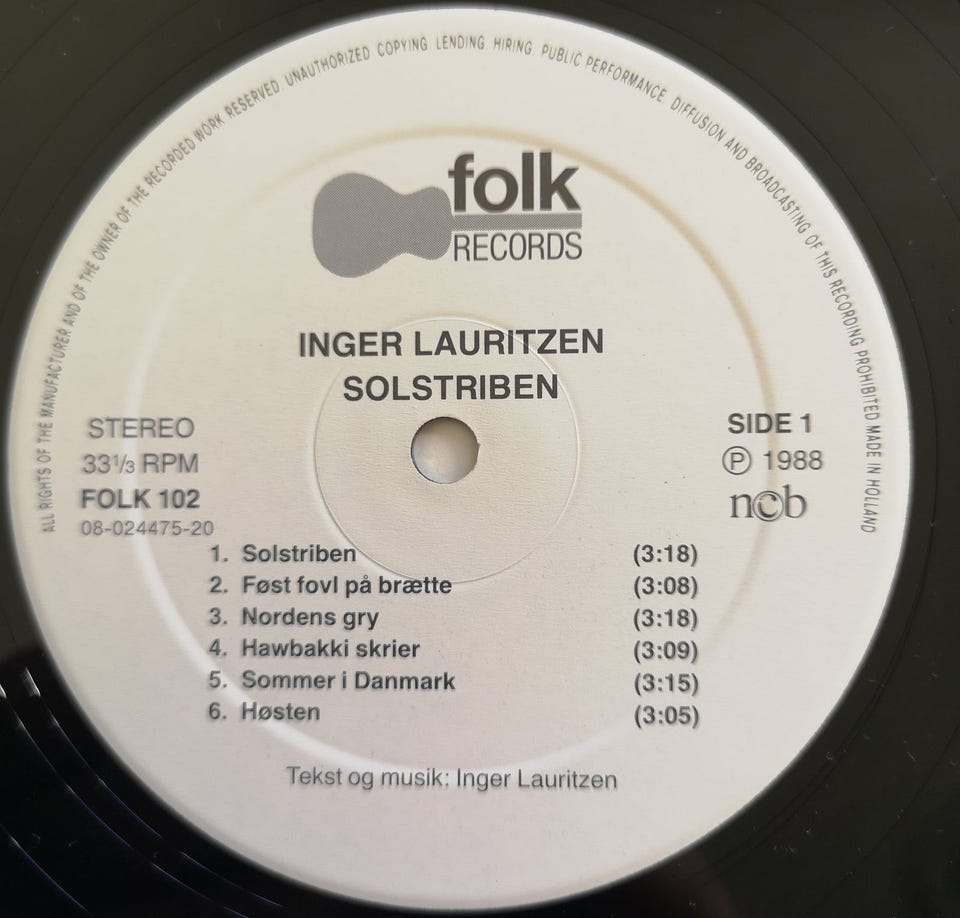 ALL RIGHTS OF THE MANUFACTURER AND OF THE OWNER OF THE RECORDED WORK RESERVED UNAUTHORIZED COPYING LENDING HIRING PUBLIC PERFORMANCE DIFFUSION AND BROADCASTING OF THIS RECORDING PROHIBITED MADE IN HOLLAND
folk
RECORDS
INGER LAURITZEN
SOLSTRIBEN
STEREO
33⅓ RPM
FOLK 102
08-024475-20
SIDE 1
Ⓟ 1988
ncb
1. Solstriben (3:18)
2. Føst fovl på brætte (3:08)
3. Nordens gry (3:18)
4. Hawbakki skrier (3:09)
5. Sommer i Danmark (3:15)
6. Høsten (3:05)
Tekst og musik: Inger Lauritzen